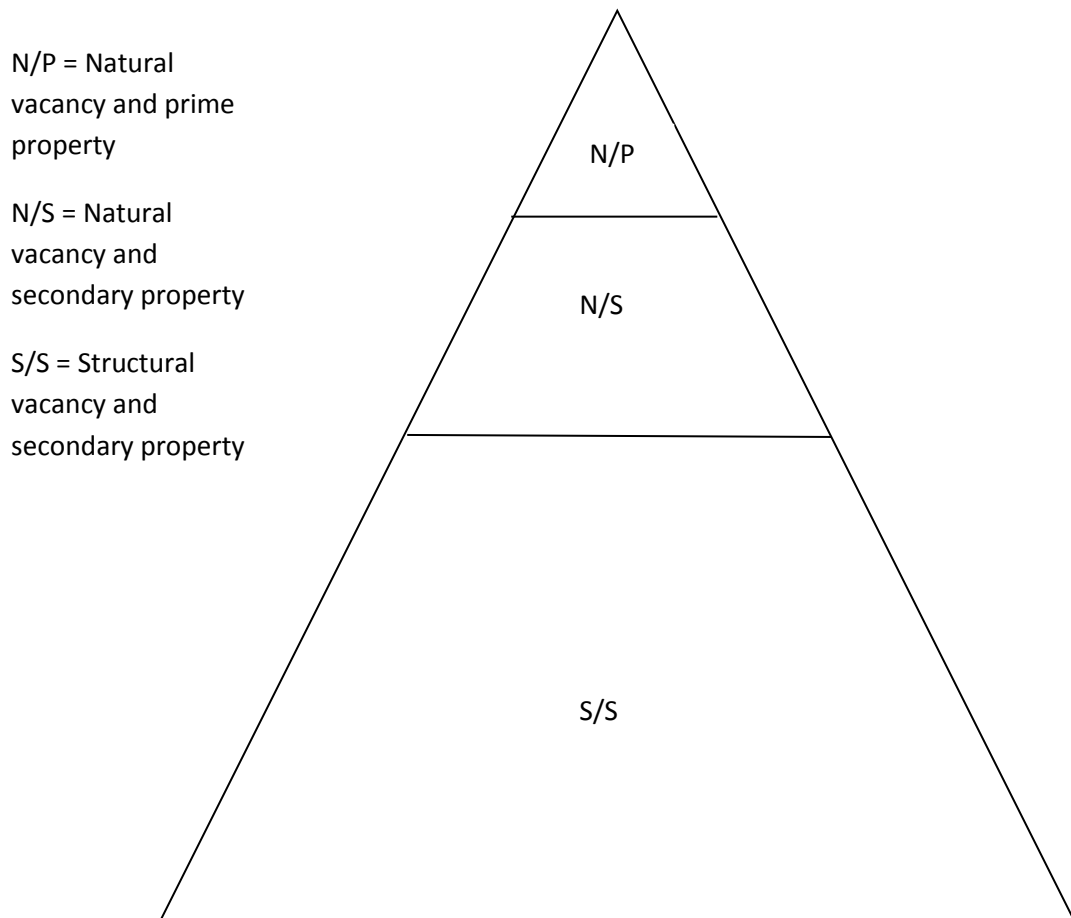 N/P = Natural
vacancy and prime
property
N/S = Natural
vacancy and
secondary property
S/S = Structural
vacancy and
secondary property
N/P
N/S
S/S